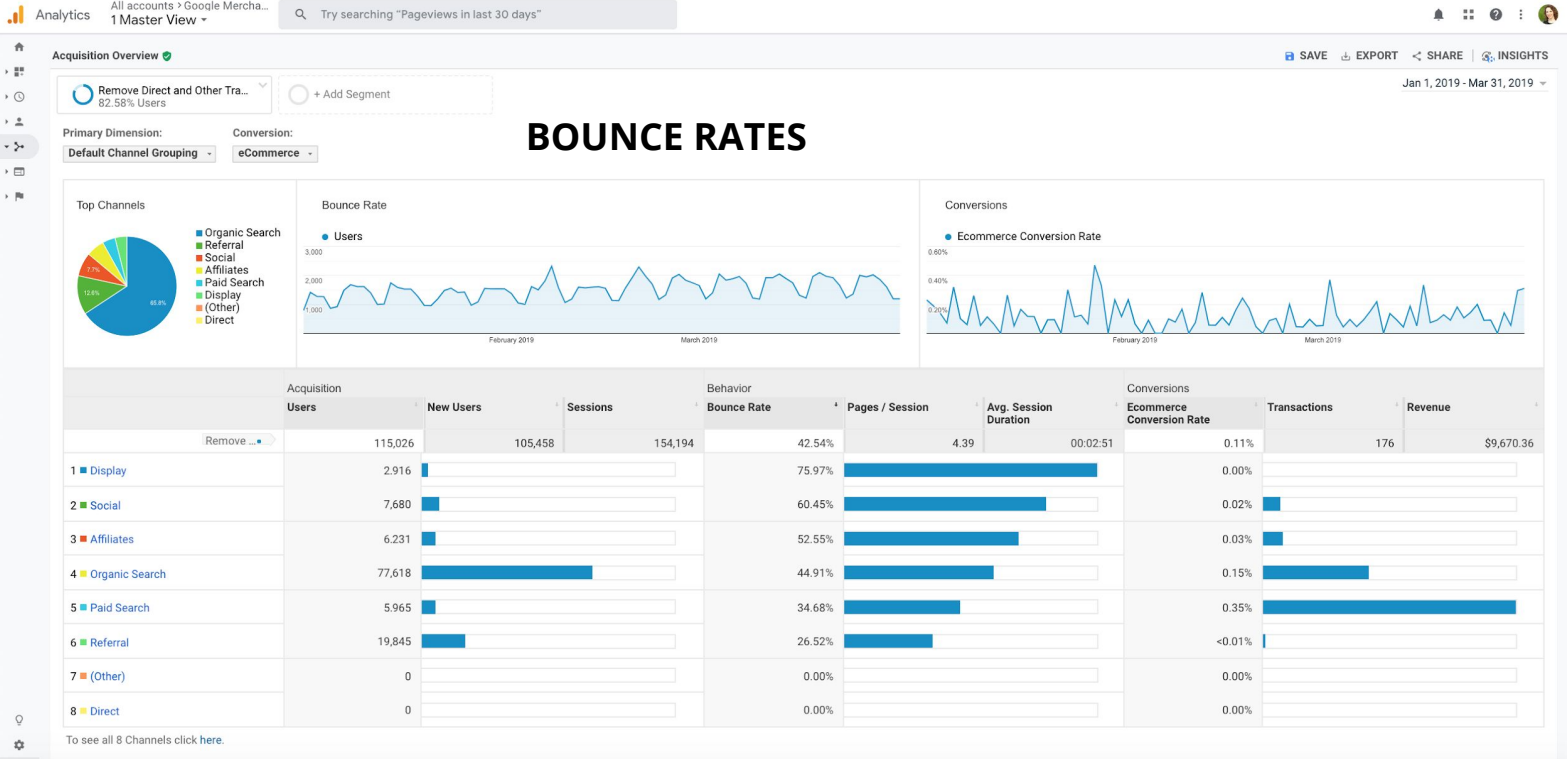 Analytics
All accounts > Google Mercha...
1 Master View
Try searching “Pageviews in last 30 days”
Acquisition Overview
SAVE EXPORT SHARE INSIGHTS
Remove Direct and Other Tra...
82.58% Users
+ Add Segment
Jan 1, 2019 - Mar 31, 2019
Primary Dimension: Conversion:
Default Channel Grouping eCommerce
BOUNCE RATES
Top Channels
Organic Search
Referral
Social
Affiliates
Paid Search
Display
(Other)
Direct
7.7%
12.8%
65.8%
Bounce Rate
Users
3,000
2,000
1,000
February 2019 March 2019
Conversions
Ecommerce Conversion Rate
0.60%
0.40%
0.20%
February 2019 March 2019
Acquisition Behavior Conversions
Users New Users Sessions Bounce Rate Pages / Session Avg. Session Duration Ecommerce Conversion Rate Transactions Revenue
Remove ... 115,026 105,458 154,194 42.54% 4.39 00:02:51 0.11% 176 $9,670.36
1 Display 2.916 75.97% 0.00%
2 Social 7,680 60.45% 0.02%
3 Affiliates 6.231 52.55% 0.03%
4 Organic Search 77,618 44.91% 0.15%
5 Paid Search 5.965 34.68% 0.35%
6 Referral 19,845 26.52% <0.01%
7 (Other) 0 0.00% 0.00%
8 Direct 0 0.00% 0.00%
To see all 8 Channels click here.